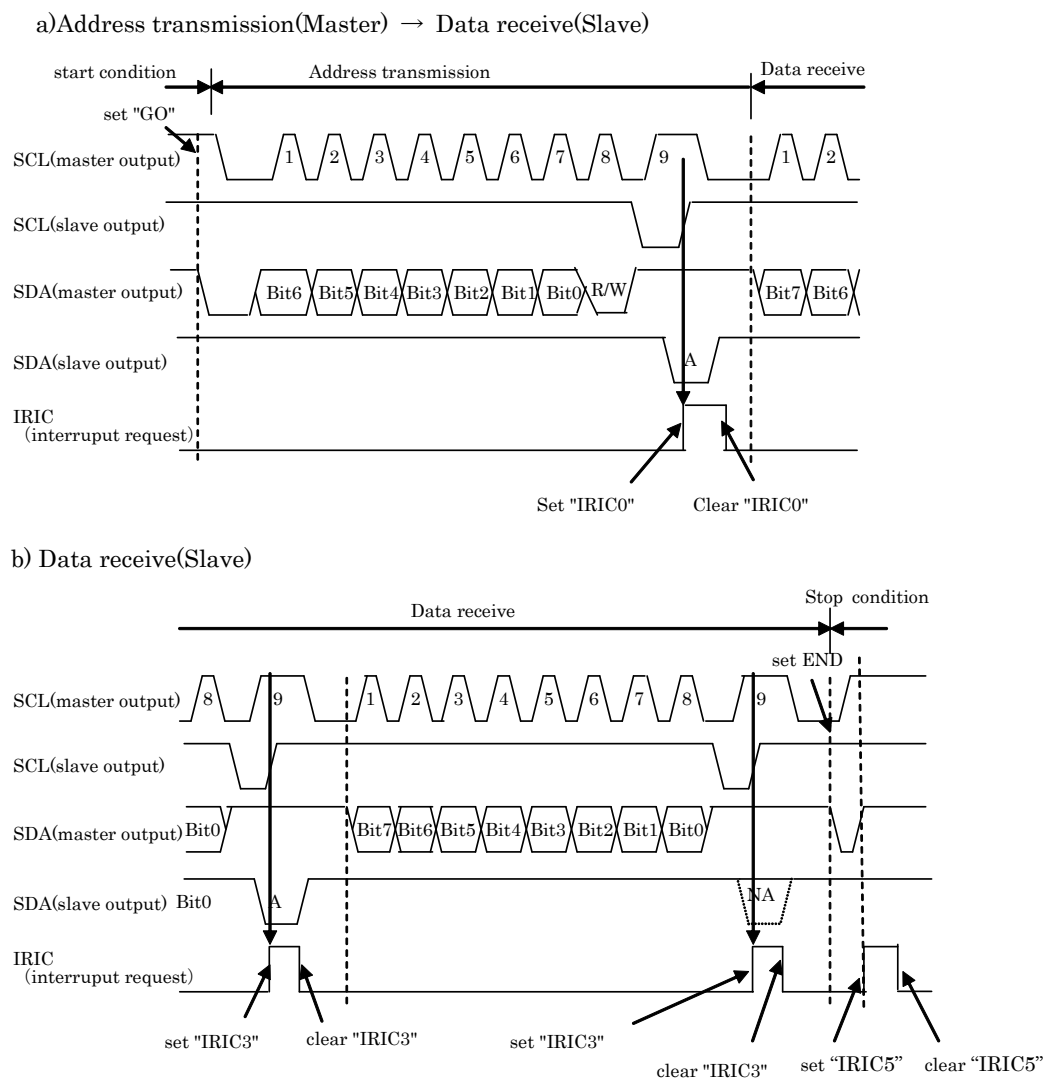 a)Address transmission(Master) → Data receive(Slave)
start condition
Address transmission
Data receive
set "GO"
SCL(master output)
1 2 3 4 5 6 7 8 9 1 2
SCL(slave output)
SDA(master output)
Bit6 Bit5 Bit4 Bit3 Bit2 Bit1 Bit0 R/W Bit7 Bit6
SDA(slave output)
A
IRIC
(interruput request)
Set "IRIC0"
Clear "IRIC0"
b) Data receive(Slave)
Data receive
Stop condition
set END
SCL(master output)
8 9 1 2 3 4 5 6 7 8 9
SCL(slave output)
SDA(master output)
Bit0 Bit7 Bit6 Bit5 Bit4 Bit3 Bit2 Bit1 Bit0
SDA(slave output)
Bit0 A NA
IRIC
(interruput request)
set "IRIC3"
clear "IRIC3"
set "IRIC3"
clear "IRIC3"
set “IRIC5”
clear “IRIC5”